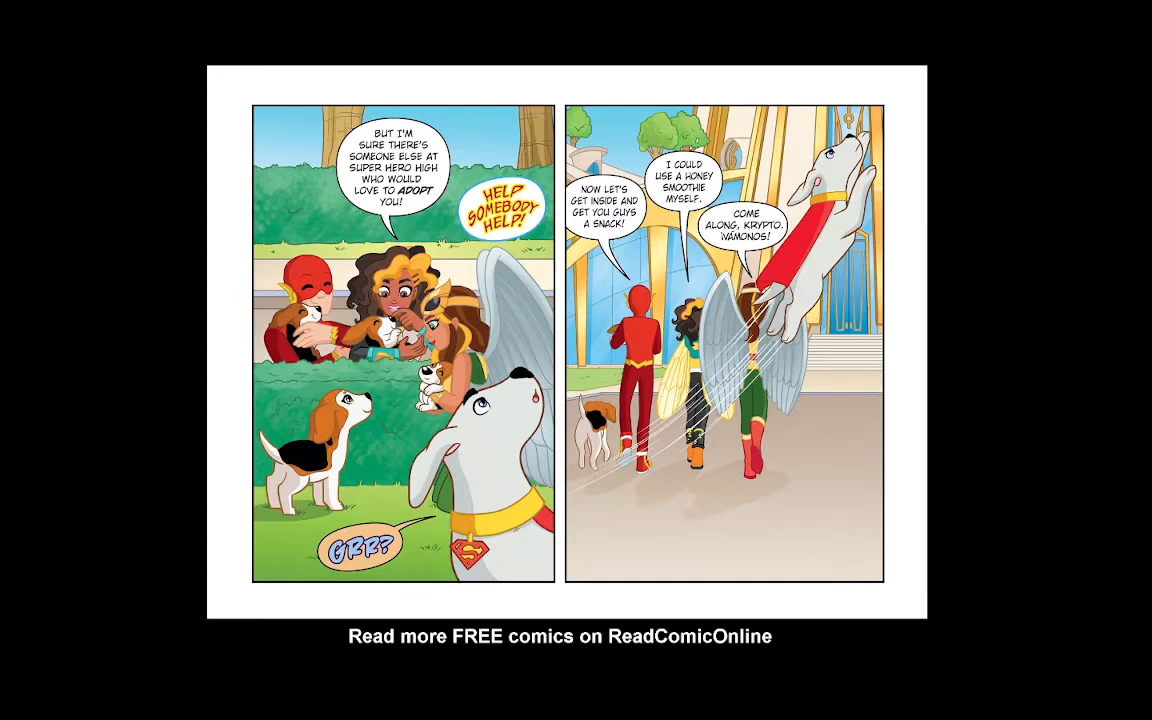 BUT I'M
SURE THERE'S
SOMEONE ELSE AT
SUPER HERO HIGH
WHO WOULD
LOVE TO ADOPT
YOU!
HELP
SOMEBODY
HELP!
GRR?
S
NOW LET'S
GET INSIDE AND
GET YOU GUYS
A SNACK!
I COULD
USE A HONEY
SMOOTHIE
MYSELF.
COME
ALONG, KRYPTO.
¡VÁMONOS!
Read more FREE comics on ReadComicOnline